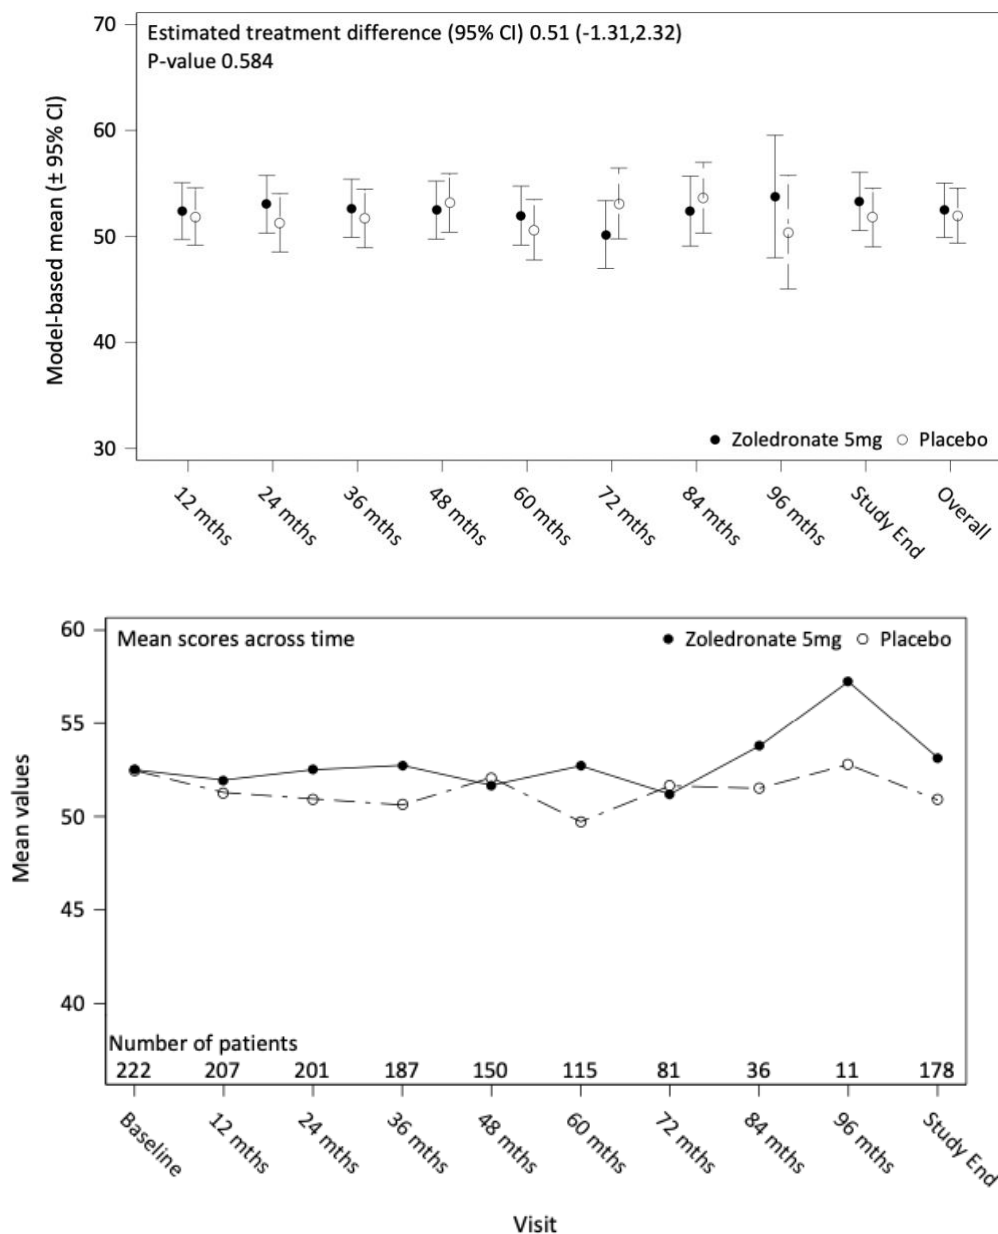 70
Estimated treatment difference (95% CI) 0.51 (-1.31,2.32)
P-value 0.584
60
50
40
30
Model-based mean (± 95% CI)
Zoledronate 5mg Placebo
12 mths 24 mths 36 mths 48 mths 60 mths 72 mths 84 mths 96 mths Study End Overall
60
Mean scores across time
Zoledronate 5mg Placebo
55
50
45
40
Mean values
Number of patients
222 207 201 187 150 115 81 36 11 178
Baseline 12 mths 24 mths 36 mths 48 mths 60 mths 72 mths 84 mths 96 mths Study End
Visit